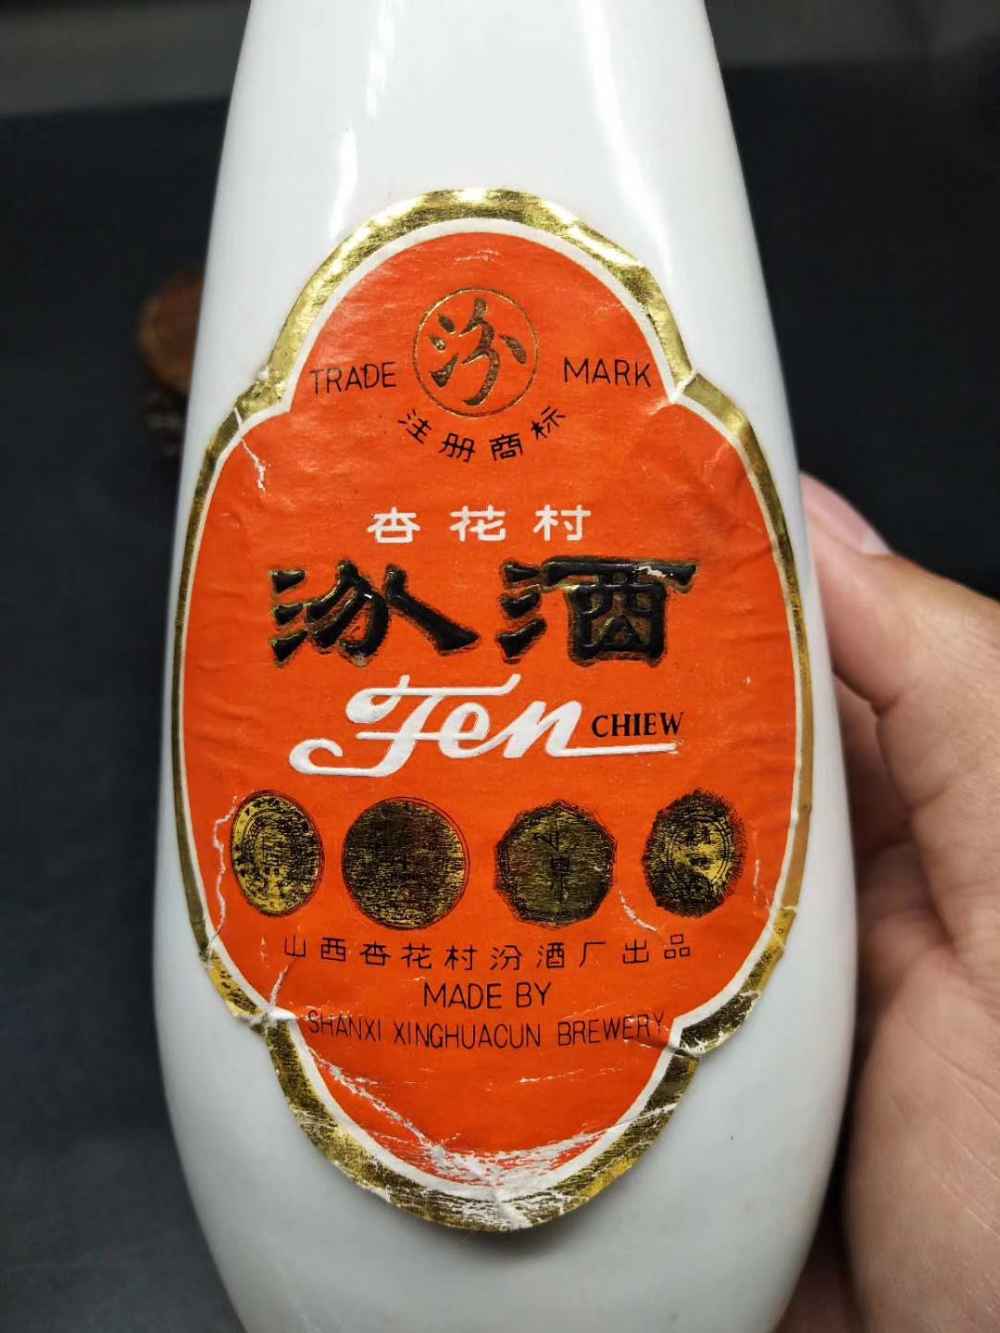 汾
TRADE MARK
注册商标
杏花村
汾酒
Fen CHIEW
山西杏花村汾酒厂出品
MADE BY
SHANXI XINGHUACUN BREWERY